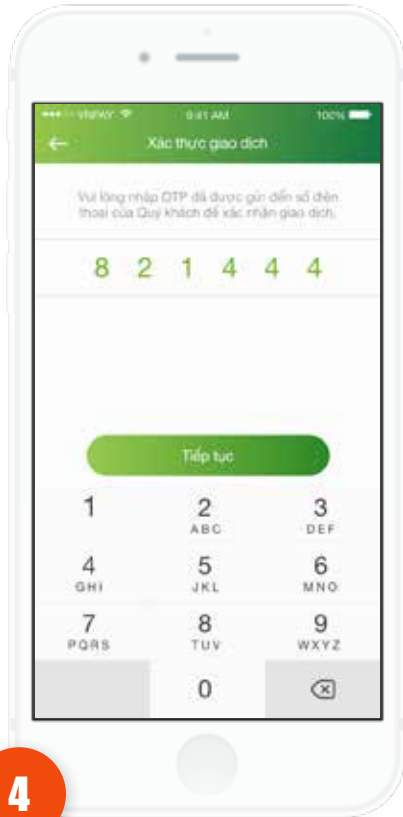 VNPAY 9:41 AM 100%
Xác thực giao dịch
Vui lòng nhập OTP đã được gửi đến số điện
thoại của Quý khách để xác nhận giao dịch.
8 2 1 4 4 4
Tiếp tục
1 2 3
ABC DEF
4 5 6
GHI JKL MNO
7 8 9
PQRS TUV WXYZ
0
4